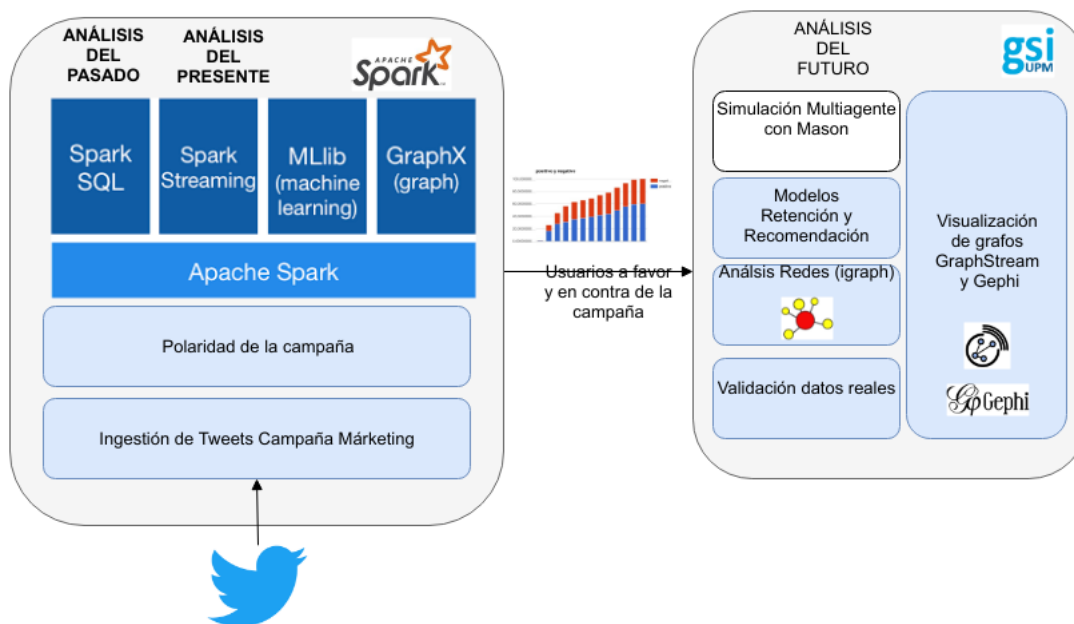 ANÁLISIS
DEL
PASADO
ANÁLISIS
DEL
PRESENTE
APACHE
Spark
Spark
SQL
Spark
Streaming
MLlib
(machine
learning)
GraphX
(graph)
Apache Spark
Polaridad de la campaña
Ingestión de Tweets Campaña Márketing
positivo y negativo
Usuarios a favor
y en contra de la
campaña
ANÁLISIS
DEL
FUTURO
gsi
UPM
Simulación Multiagente
con Mason
Modelos
Retención y
Recomendación
Análsis Redes (igraph)
Validación datos reales
Visualización
de grafos
GraphStream
y Gephi
Gephi